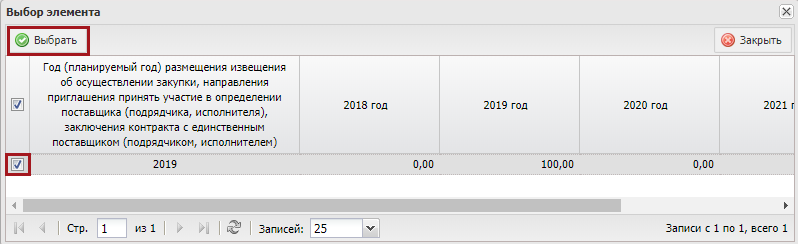 Выбор элемента
Выбрать
Закрыть
Год (планируемый год) размещения извещения
об осуществлении закупки, направления
приглашения принять участие в определении
поставщика (подрядчика, исполнителя),
заключения контракта с единственным
поставщиком (подрядчиком, исполнителем)
2018 год
2019 год
2020 год
2021 г
2019
0,00
100,00
0,00
Стр. 1 из 1
Записей: 25
Записи с 1 по 1, всего 1